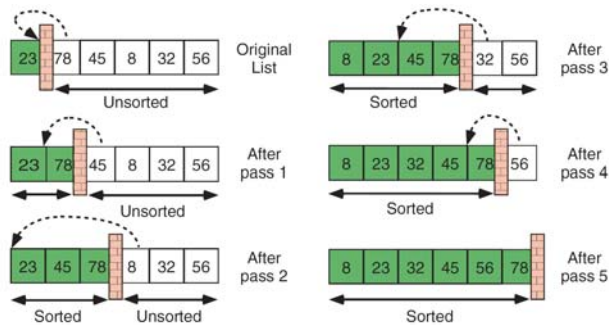 23 78 45 8 32 56
Original
List
Unsorted
23 78 45 8 32 56
After
pass 1
Unsorted
23 45 78 8 32 56
After
pass 2
Sorted Unsorted
8 23 45 78 32 56
After
pass 3
Sorted
8 23 32 45 78 56
After
pass 4
Sorted
8 23 32 45 56 78
After
pass 5
Sorted